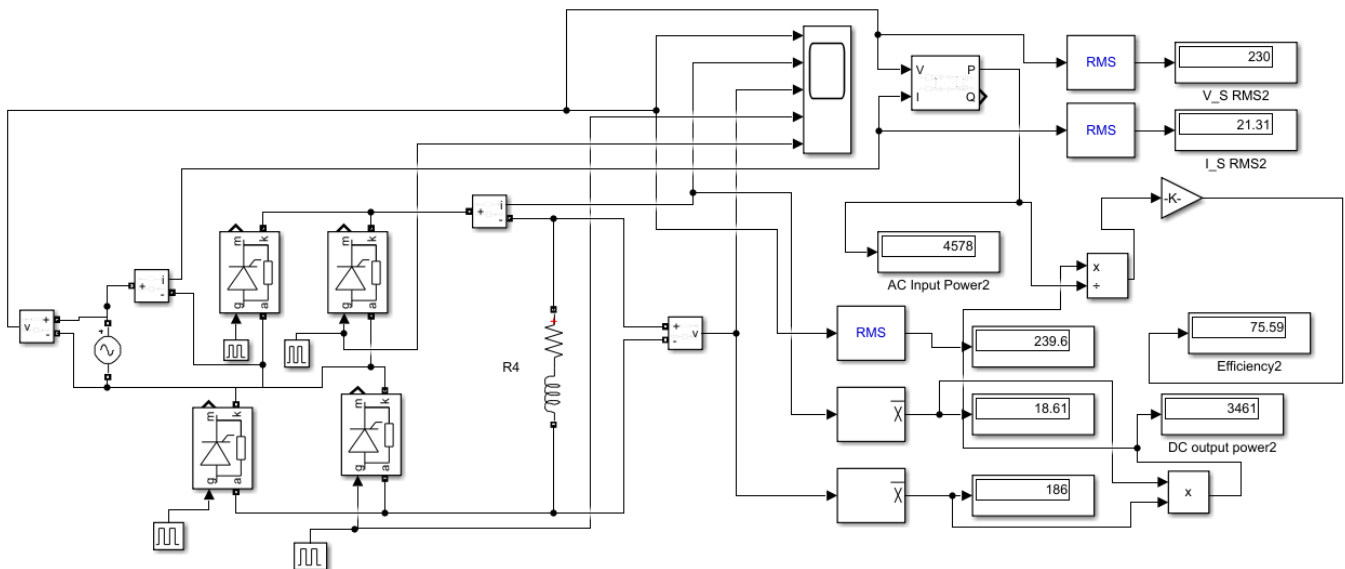 V P
I Q
RMS
230
V_S RMS2
RMS
21.31
I_S RMS2
-K-
i
+
-
m k
g a
m k
g a
4578
AC Input Power2
x
÷
i
+
-
v
+
-
RMS
239.6
75.59
Efficiency2
+
-
v
R4
18.61
3461
DC output power2
m k
g a
m k
g a
186
x